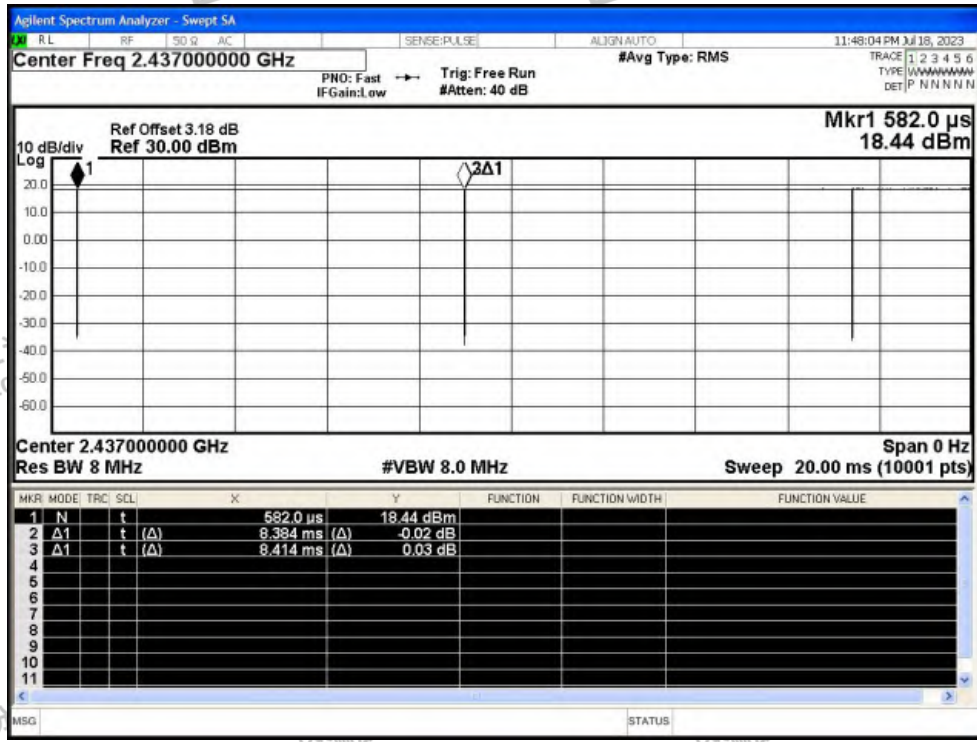 Agilent Spectrum Analyzer - Swept SA
RL RF 50 Ω AC SENSE:PULSE ALIGN AUTO 11:48:04 PM Jul 18, 2023
Center Freq 2.437000000 GHz #Avg Type: RMS TRACE 1 2 3 4 5 6
PNO: Fast Trig: Free Run TYPE WWWWWW
IFGain:Low #Atten: 40 dB DET P N N N N N
Mkr1 582.0 µs
Ref Offset 3.18 dB
10 dB/div Ref 30.00 dBm 18.44 dBm
Log
1 3Δ1
20.0
10.0
0.00
-10.0
-20.0
-30.0
-40.0
-50.0
-60.0
Center 2.437000000 GHz Span 0 Hz
Res BW 8 MHz #VBW 8.0 MHz Sweep 20.00 ms (10001 pts)
MKR MODE TRC SCL X Y FUNCTION FUNCTION WIDTH FUNCTION VALUE
1 N t 582.0 µs 18.44 dBm
2 Δ1 t (Δ) 8.384 ms (Δ) -0.02 dB
3 Δ1 t (Δ) 8.414 ms (Δ) 0.03 dB
4
5
6
7
8
9
10
11
MSG STATUS